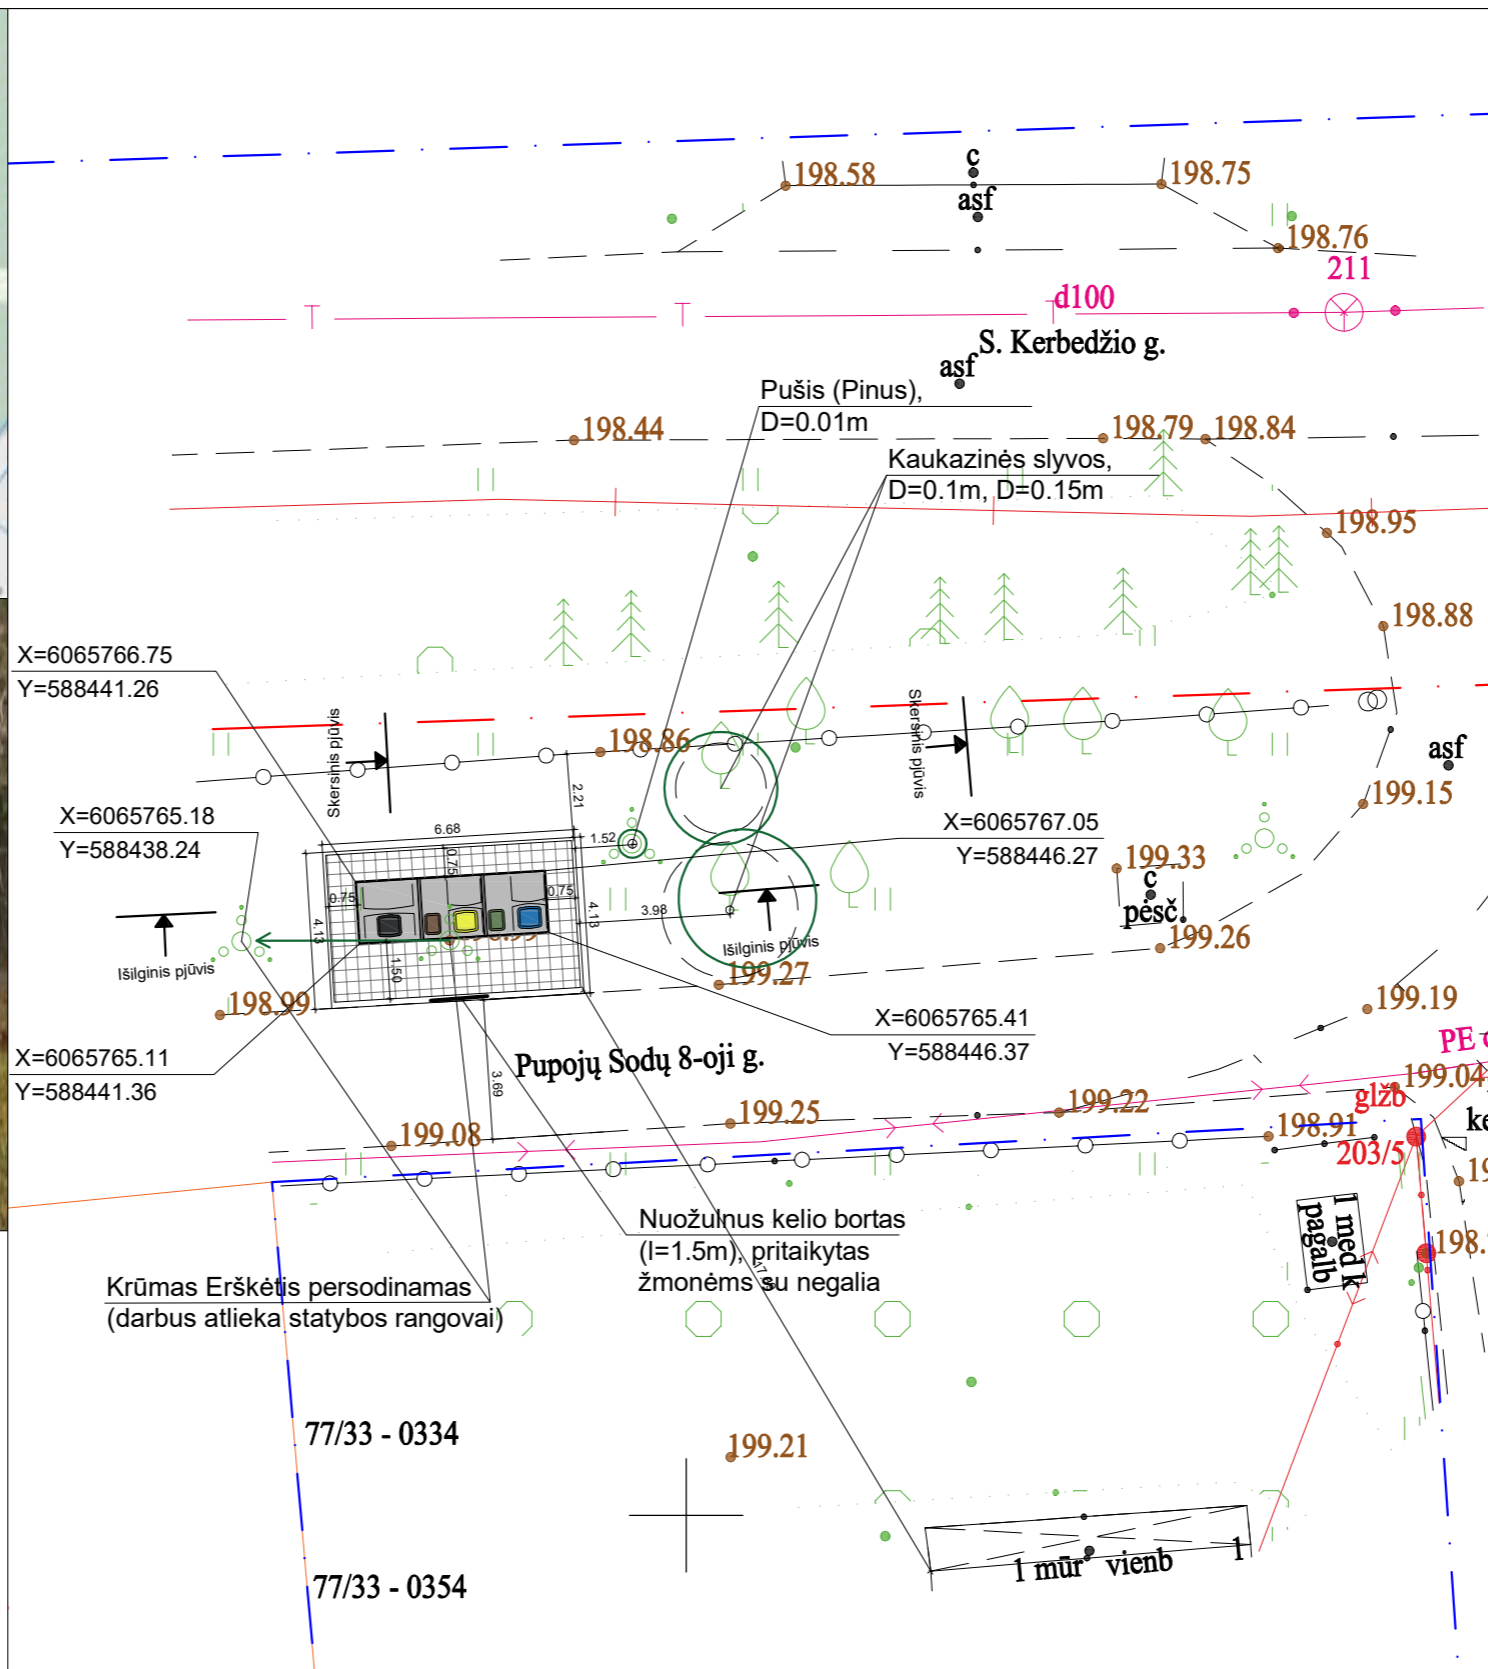 c
198.58
198.75
asf
198.76
211
d100
S. Kerbedžio g.
asf
Pušis (Pinus),
D=0.01m
198.44
198.79
198.84
Kaukazinės slyvos,
D=0.1m, D=0.15m
198.95
198.88
X=6065766.75
Y=588441.26
Skersinis pjūvis
Skersinis pjūvis
198.86
asf
2.21
199.15
X=6065765.18
Y=588438.24
6.68
1.52
X=6065767.05
Y=588446.27
0.75
199.33
c
pėsč
0.75
0.75
4.13
4.13
3.98
Išilginis pjūvis
Išilginis pjūvis
199.26
1.50
199.27
198.99
199.19
X=6065765.41
Y=588446.37
X=6065765.11
Y=588441.36
Pupojų Sodų 8-oji g.
PE
3.69
199.04
glžb
199.25
199.22
199.08
198.91
203/5
Nuožulnus kelio bortas
(l=1.5m), pritaikytas
žmonėms su negalia
1 med k
pagalb
198.
Krūmas Erškėtis persodinamas
(darbus atlieka statybos rangovai)
77/33 - 0334
199.21
1 mūr vienb
1
77/33 - 0354